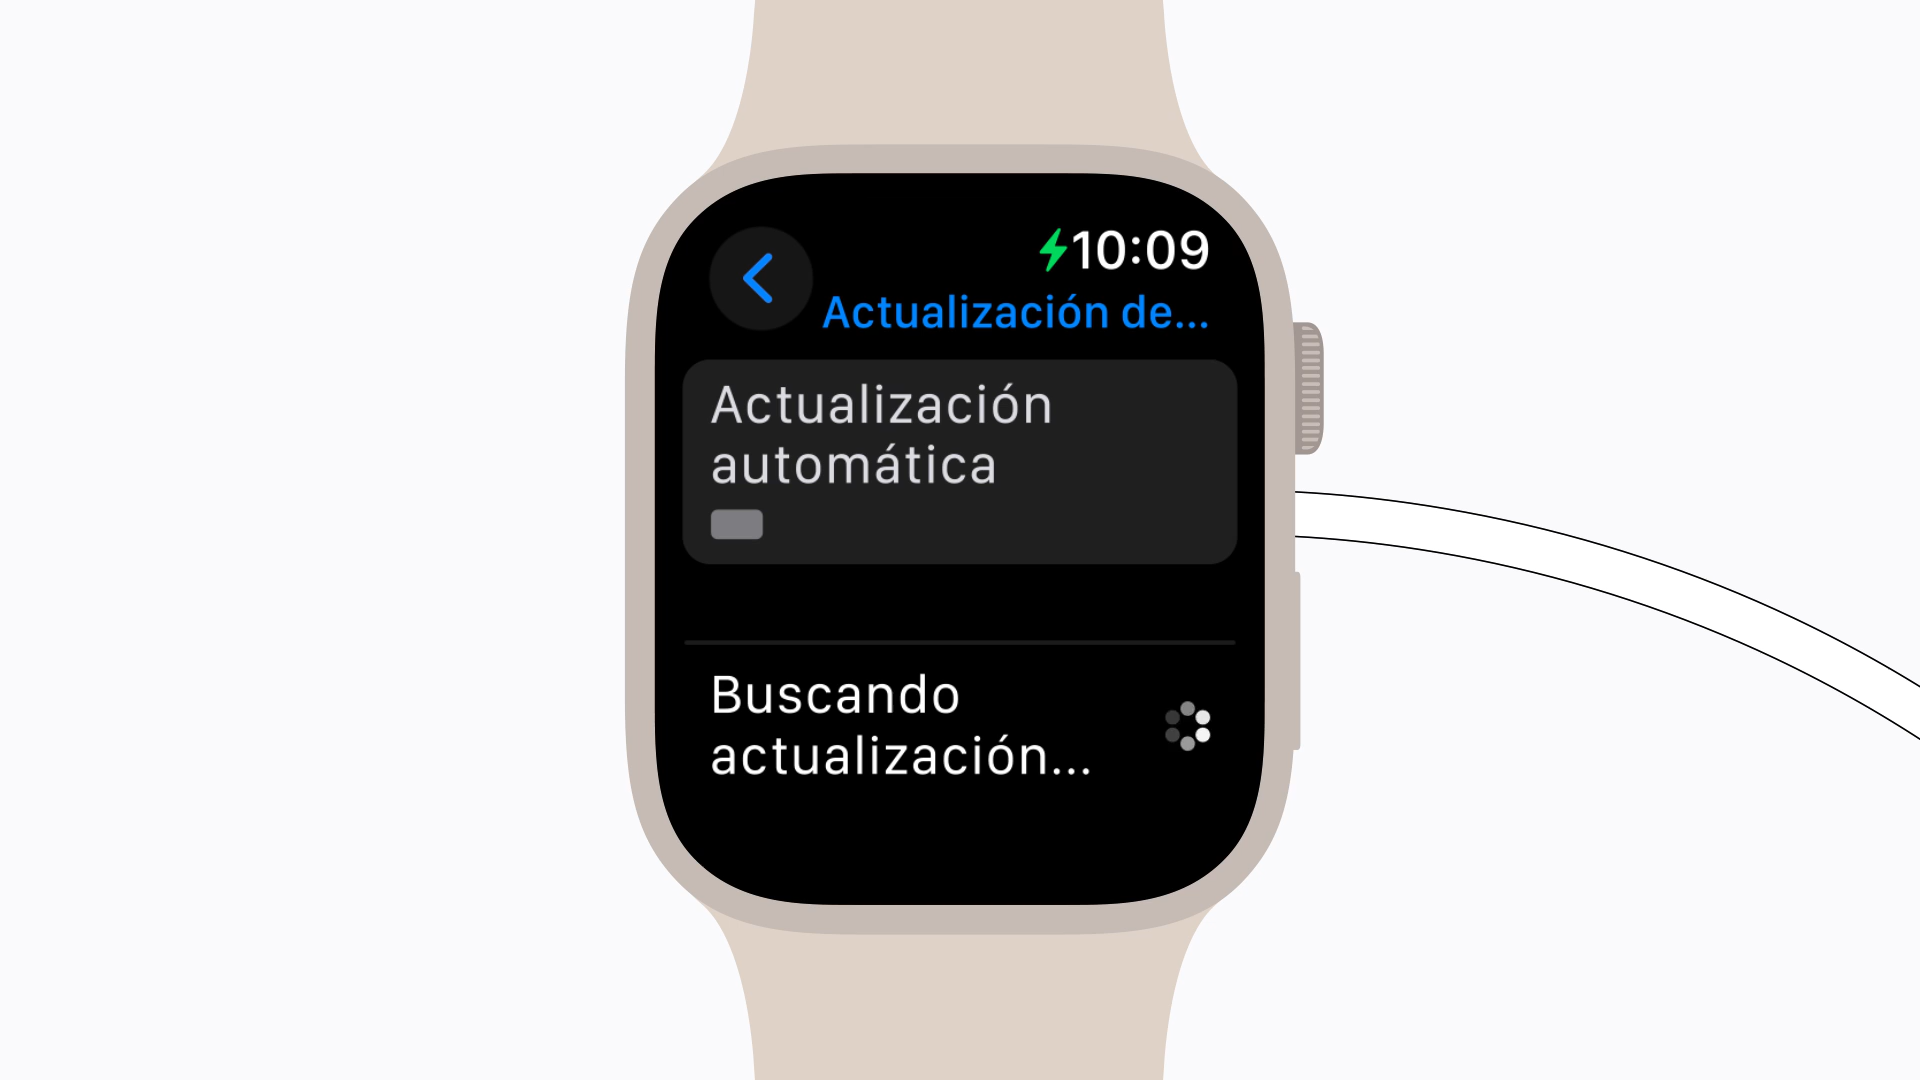 10:09
Actualización de...
Actualización
automática
Buscando
actualización...